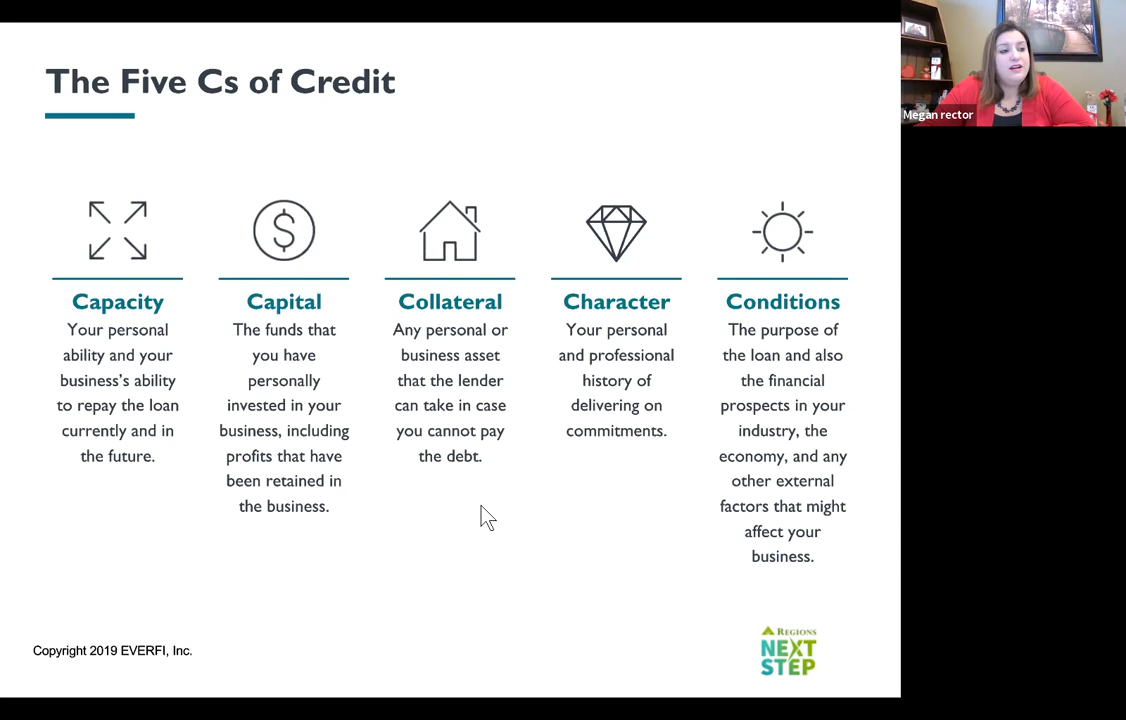 The Five Cs of Credit
Megan rector
Capacity
Your personal
ability and your
business's ability
to repay the loan
currently and in
the future.
Capital
The funds that
you have
personally
invested in your
business, including
profits that have
been retained in
the business.
Collateral
Any personal or
business asset
that the lender
can take in case
you cannot pay
the debt.
Character
Your personal
and professional
history of
delivering on
commitments.
Conditions
The purpose of
the loan and also
the financial
prospects in your
industry, the
economy, and any
other external
factors that might
affect your
business.
Copyright 2019 EVERFI, Inc.
REGIONS
NEXT
STEP